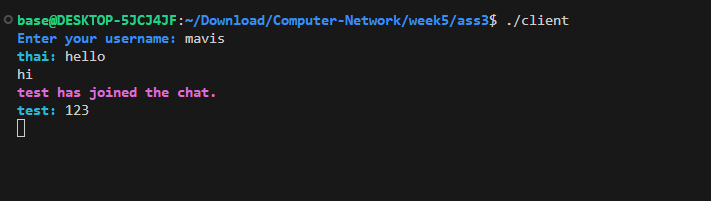 base@DESKTOP-5JCJ4JF:~/Download/Computer-Network/week5/ass3$ ./client
Enter your username: mavis
thai: hello
hi
test has joined the chat.
test: 123